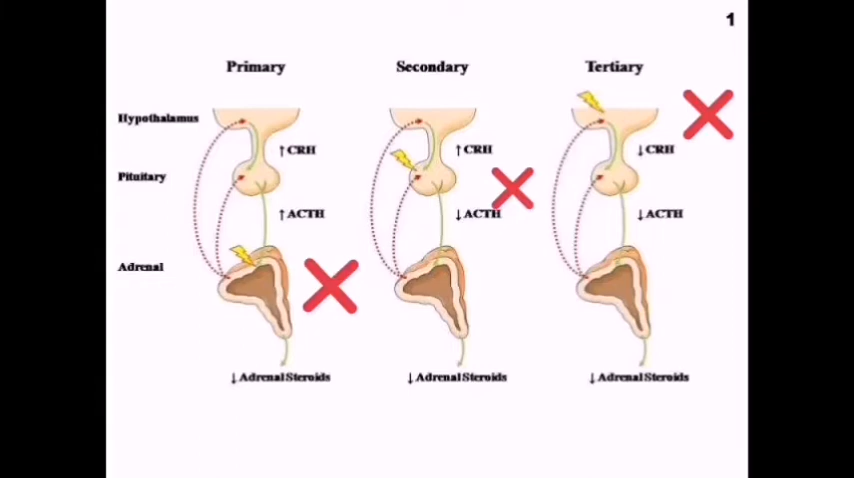 1
Primary Secondary Tertiary
Hypothalamus
↑ CRH ↑ CRH ↓ CRH
Pituitary
↑ ACTH ↓ ACTH ↓ ACTH
Adrenal
↓ Adrenal Steroids ↓ Adrenal Steroids ↓ Adrenal Steroids